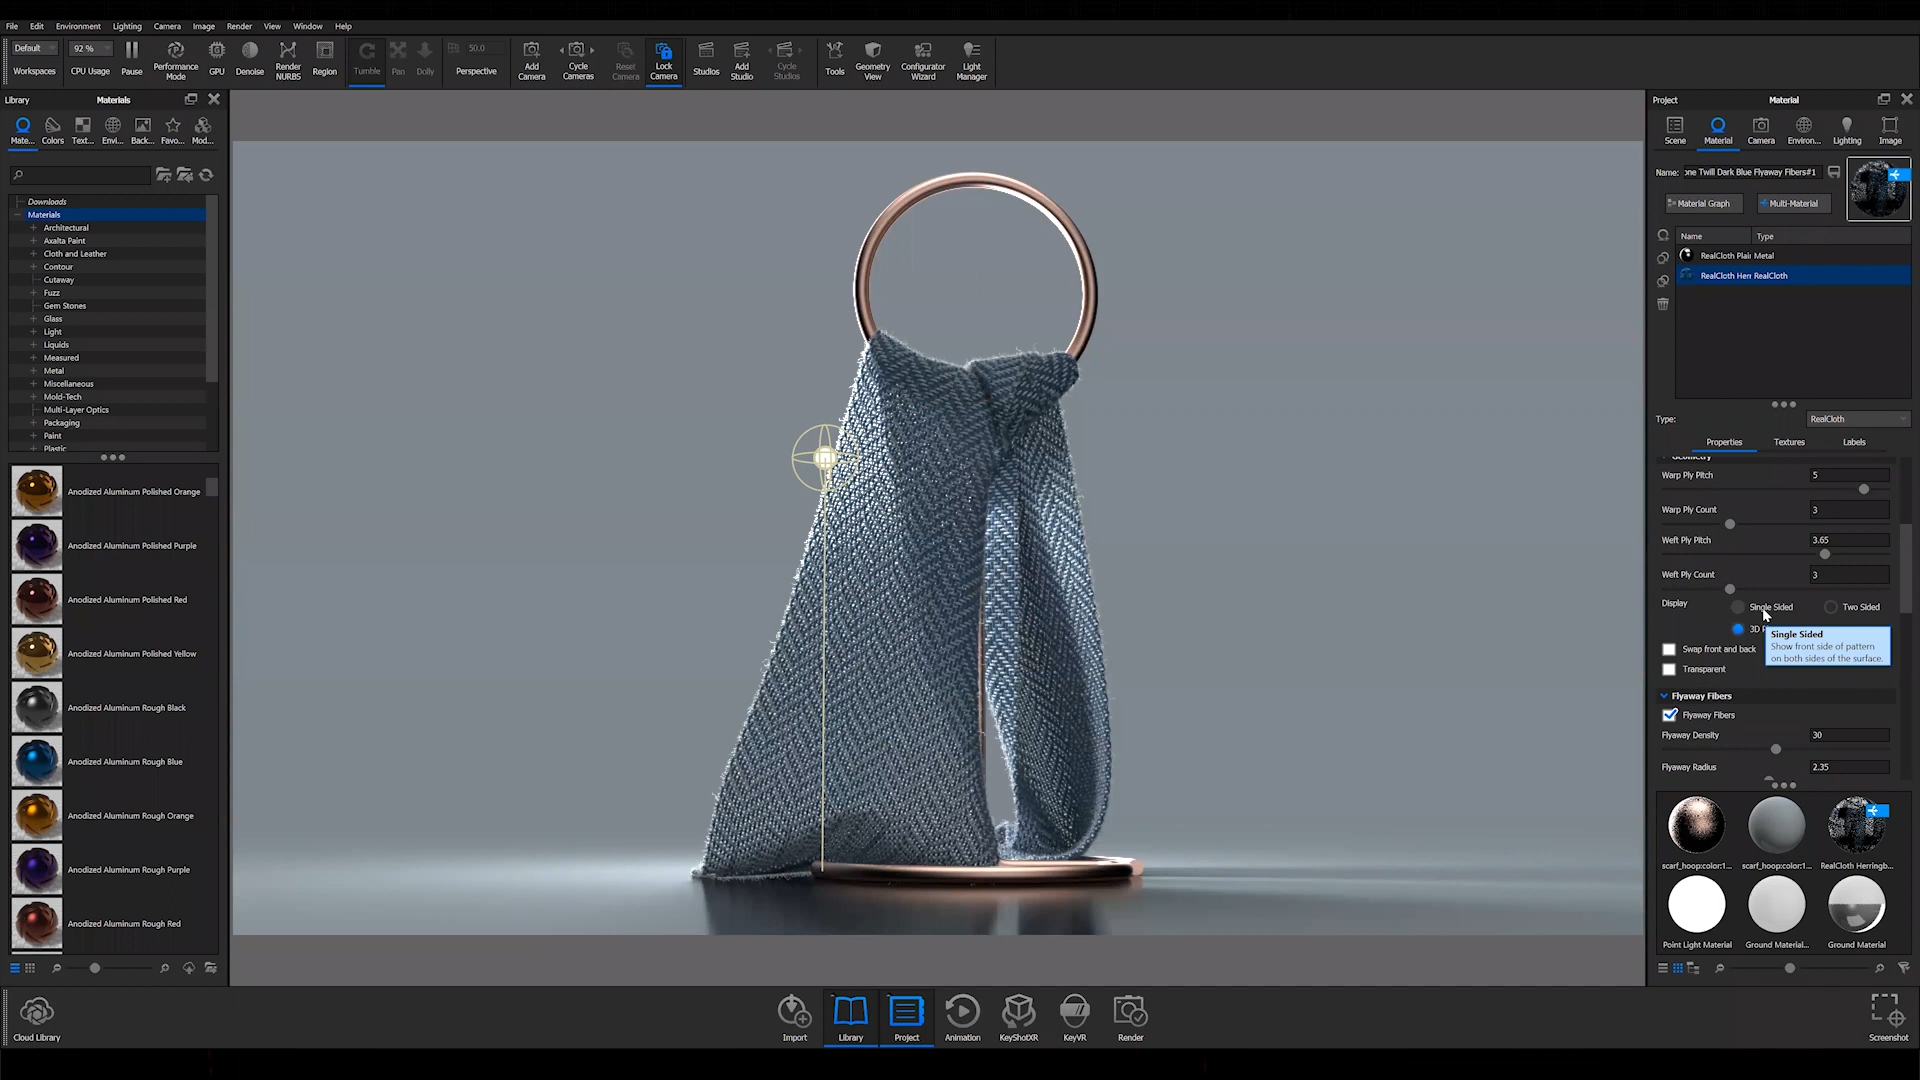 File Edit Environment Lighting Camera Image Render View Window Help
Default 92 % 50.0
Workspaces CPU Usage Pause Performance Mode GPU Denoise Render NURBS Region Tumble Pan Dolly Perspective Add Camera Cycle Cameras Reset Camera Lock Camera Studios Add Studio Cycle Studios Tools Geometry View Configurator Wizard Light Manager
Library Materials
Mate... Colors Text... Envi... Back... Favo... Mod...
Downloads
Materials
Architectural
Axalta Paint
Cloth and Leather
Contour
Cutaway
Fuzz
Gem Stones
Glass
Light
Liquids
Measured
Metal
Miscellaneous
Mold-Tech
Multi-Layer Optics
Packaging
Paint
Plastic
Anodized Aluminum Polished Orange
Anodized Aluminum Polished Purple
Anodized Aluminum Polished Red
Anodized Aluminum Polished Yellow
Anodized Aluminum Rough Black
Anodized Aluminum Rough Blue
Anodized Aluminum Rough Orange
Anodized Aluminum Rough Purple
Anodized Aluminum Rough Red
Project Material
Scene Material Camera Environ... Lighting Image
Name: one Twill Dark Blue Flyaway Fibers#1
Material Graph Multi-Material
Name Type
RealCloth Plai Metal
RealCloth Herr RealCloth
Type: RealCloth
Properties Textures Labels
Geometry
Warp Ply Pitch 5
Warp Ply Count 3
Weft Ply Pitch 3.65
Weft Ply Count 3
Display Single Sided Two Sided
3D
Single Sided
Show front side of pattern
on both sides of the surface.
Swap front and back
Transparent
Flyaway Fibers
Flyaway Fibers
Flyaway Density 30
Flyaway Radius 2.35
scarf_hoop:color:1... scarf_hoop:color:1... RealCloth Herringb...
Point Light Material Ground Material... Ground Material
Cloud Library Import Library Project Animation KeyShotXR KeyVR Render Screenshot